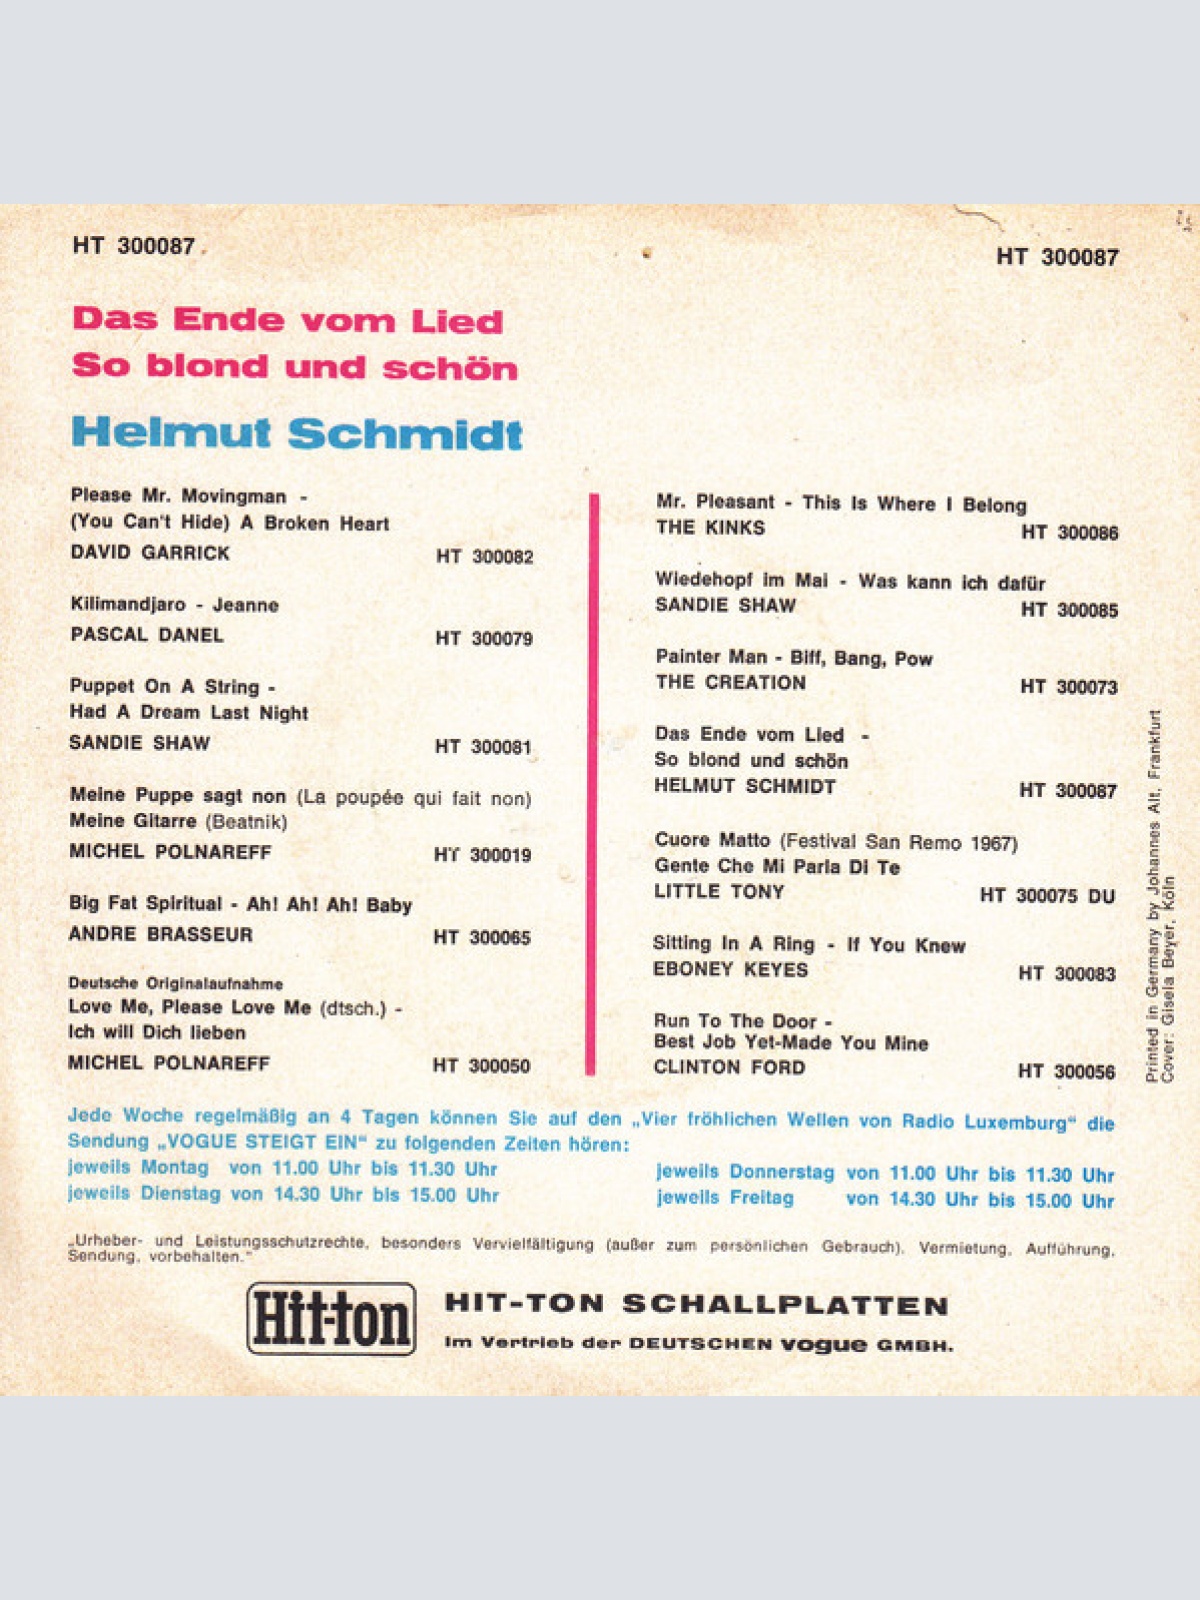 HT 300087
HT 300087
Das Ende vom Lied
So blond und schön
Helmut Schmidt
Please Mr. Movingman -
(You Can't Hide) A Broken Heart
DAVID GARRICK HT 300082
Kilimandjaro - Jeanne
PASCAL DANEL HT 300079
Puppet On A String -
Had A Dream Last Night
SANDIE SHAW HT 300081
Meine Puppe sagt non (La poupée qui fait non)
Meine Gitarre (Beatnik)
MICHEL POLNAREFF HT 300019
Big Fat Spiritual - Ah! Ah! Ah! Baby
ANDRE BRASSEUR HT 300065
Deutsche Originalaufnahme
Love Me, Please Love Me (dtsch.) -
Ich will Dich lieben
MICHEL POLNAREFF HT 300050
Mr. Pleasant - This Is Where I Belong
THE KINKS HT 300086
Wiedehopf im Mai - Was kann ich dafür
SANDIE SHAW HT 300085
Painter Man - Biff, Bang, Pow
THE CREATION HT 300073
Das Ende vom Lied -
So blond und schön
HELMUT SCHMIDT HT 300087
Cuore Matto (Festival San Remo 1967)
Gente Che Mi Parla Di Te
LITTLE TONY HT 300075 DU
Sitting In A Ring - If You Knew
EBONEY KEYES HT 300083
Run To The Door -
Best Job Yet-Made You Mine
CLINTON FORD HT 300056
Printed in Germany by Johannes Alt, Frankfurt
Cover: Gisela Beyer, Köln
Jede Woche regelmäßig an 4 Tagen können Sie auf den „Vier fröhlichen Wellen von Radio Luxemburg“ die
Sendung „VOGUE STEIGT EIN“ zu folgenden Zeiten hören:
jeweils Montag von 11.00 Uhr bis 11.30 Uhr
jeweils Dienstag von 14.30 Uhr bis 15.00 Uhr
jeweils Donnerstag von 11.00 Uhr bis 11.30 Uhr
jeweils Freitag von 14.30 Uhr bis 15.00 Uhr
„Urheber- und Leistungsschutzrechte, besonders Vervielfältigung (außer zum persönlichen Gebrauch), Vermietung, Aufführung,
Sendung, vorbehalten.“
Hit-ton
HIT-TON SCHALLPLATTEN
im Vertrieb der DEUTSCHEN vogue GMBH.